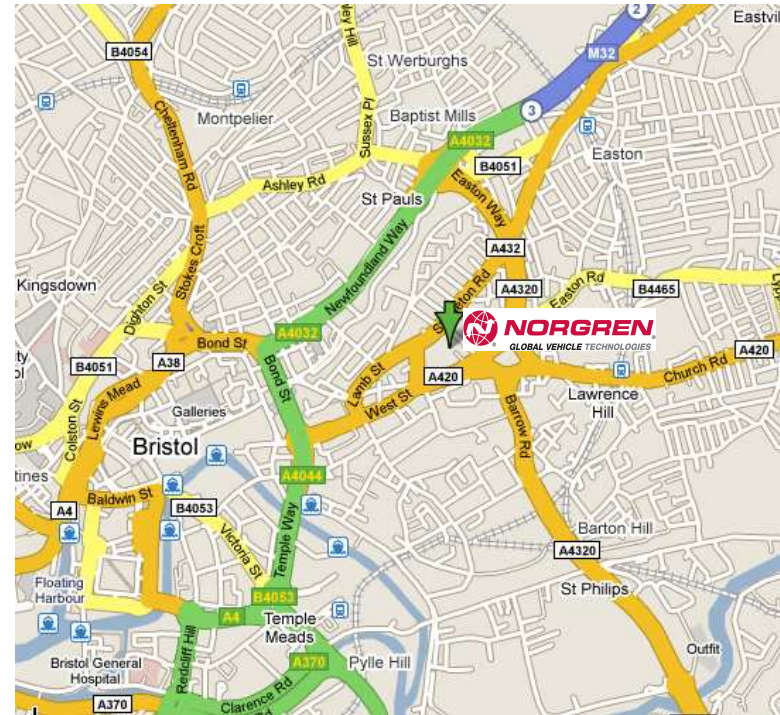 2
Eastvi
B4054
St Werburghs
M32
Montpelier
Baptist Mills
3
Cheltenham Rd
Sussex Pl
A4032
Easton
B4051
Ashley Rd
St Pauls
Easton Way
Stokes Croft
A432
Kingsdown
Newfoundland Way
A4320
Easton Rd
B4465
Dighton St
NORGREN
GLOBAL VEHICLE TECHNOLOGIES
A4032
Bond St
A38
B4051
Bond St
Lamb St
A420
A420
Church Rd
Lewins Mead
West St
Lawrence
Hill
Colston St
Galleries
Barrow Rd
Bristol
ow
A4044
tines
Baldwin St
A4
B4053
Victoria St
Temple Way
Barton Hill
A4320
Floating
Harbour
B4053
St Philips
A4
Temple
Meads
Redcliff Hill
A370
Pylle Hill
Outfit
Bristol General
Hospital
A370
Clarence Rd